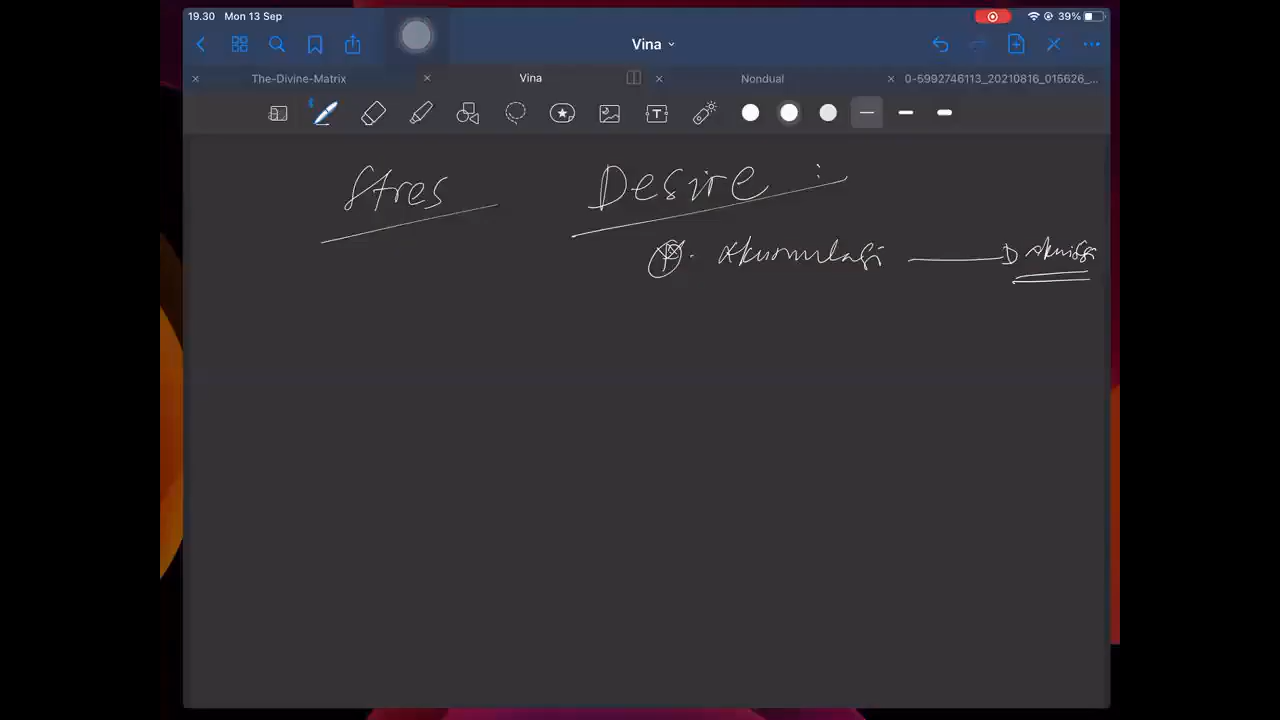 19.30 Mon 13 Sep 39%
Vina
The-Divine-Matrix Vina Nondual 0-5992746113_20210816_015626_...
Stres Desire :
Akumulasi